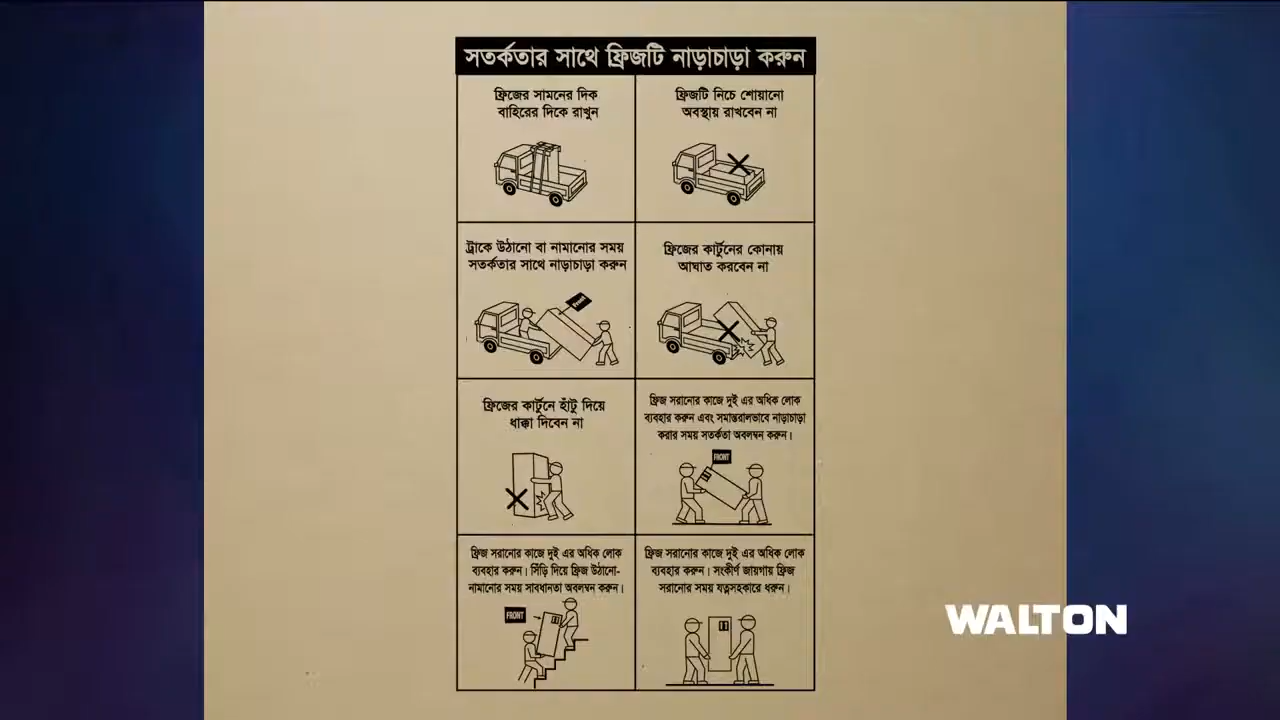 সতর্কতার সাথে ফ্রিজটি নাড়াচাড়া করুন
ফ্রিজের সামনের দিক
বাহিরের দিকে রাখুন
ফ্রিজটি নিচে শোয়ানো
অবস্থায় রাখবেন না
ট্রাকে উঠানো বা নামানোর সময়
সতর্কতার সাথে নাড়াচাড়া করুন
Front
ফ্রিজের কার্টুনের কোনায়
আঘাত করবেন না
ফ্রিজের কার্টুনে হাঁটু দিয়ে
ধাক্কা দিবেন না
ফ্রিজ সরানোর কাজে দুই এর অধিক লোক
ব্যবহার করুন এবং সমান্তরালভাবে নাড়াচাড়া
করার সময় সতর্কতা অবলম্বন করুন।
FRONT
ফ্রিজ সরানোর কাজে দুই এর অধিক লোক
ব্যবহার করুন। সিঁড়ি দিয়ে ফ্রিজ উঠানো-
নামানোর সময় সাবধানতা অবলম্বন করুন।
FRONT
ফ্রিজ সরানোর কাজে দুই এর অধিক লোক
ব্যবহার করুন। সংকীর্ণ জায়গায় ফ্রিজ
সরানোর সময় যত্নসহকারে ধরুন।
WALTON